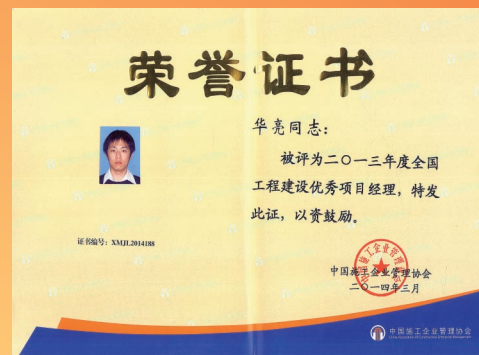 荣誉证书
华亮同志：
被评为二〇一三年度全国
工程建设优秀项目经理，特发
此证，以资鼓励。
证书编号：XMJL2014188
中国施工企业管理协会
二〇一四年三月
中国施工企业管理协会